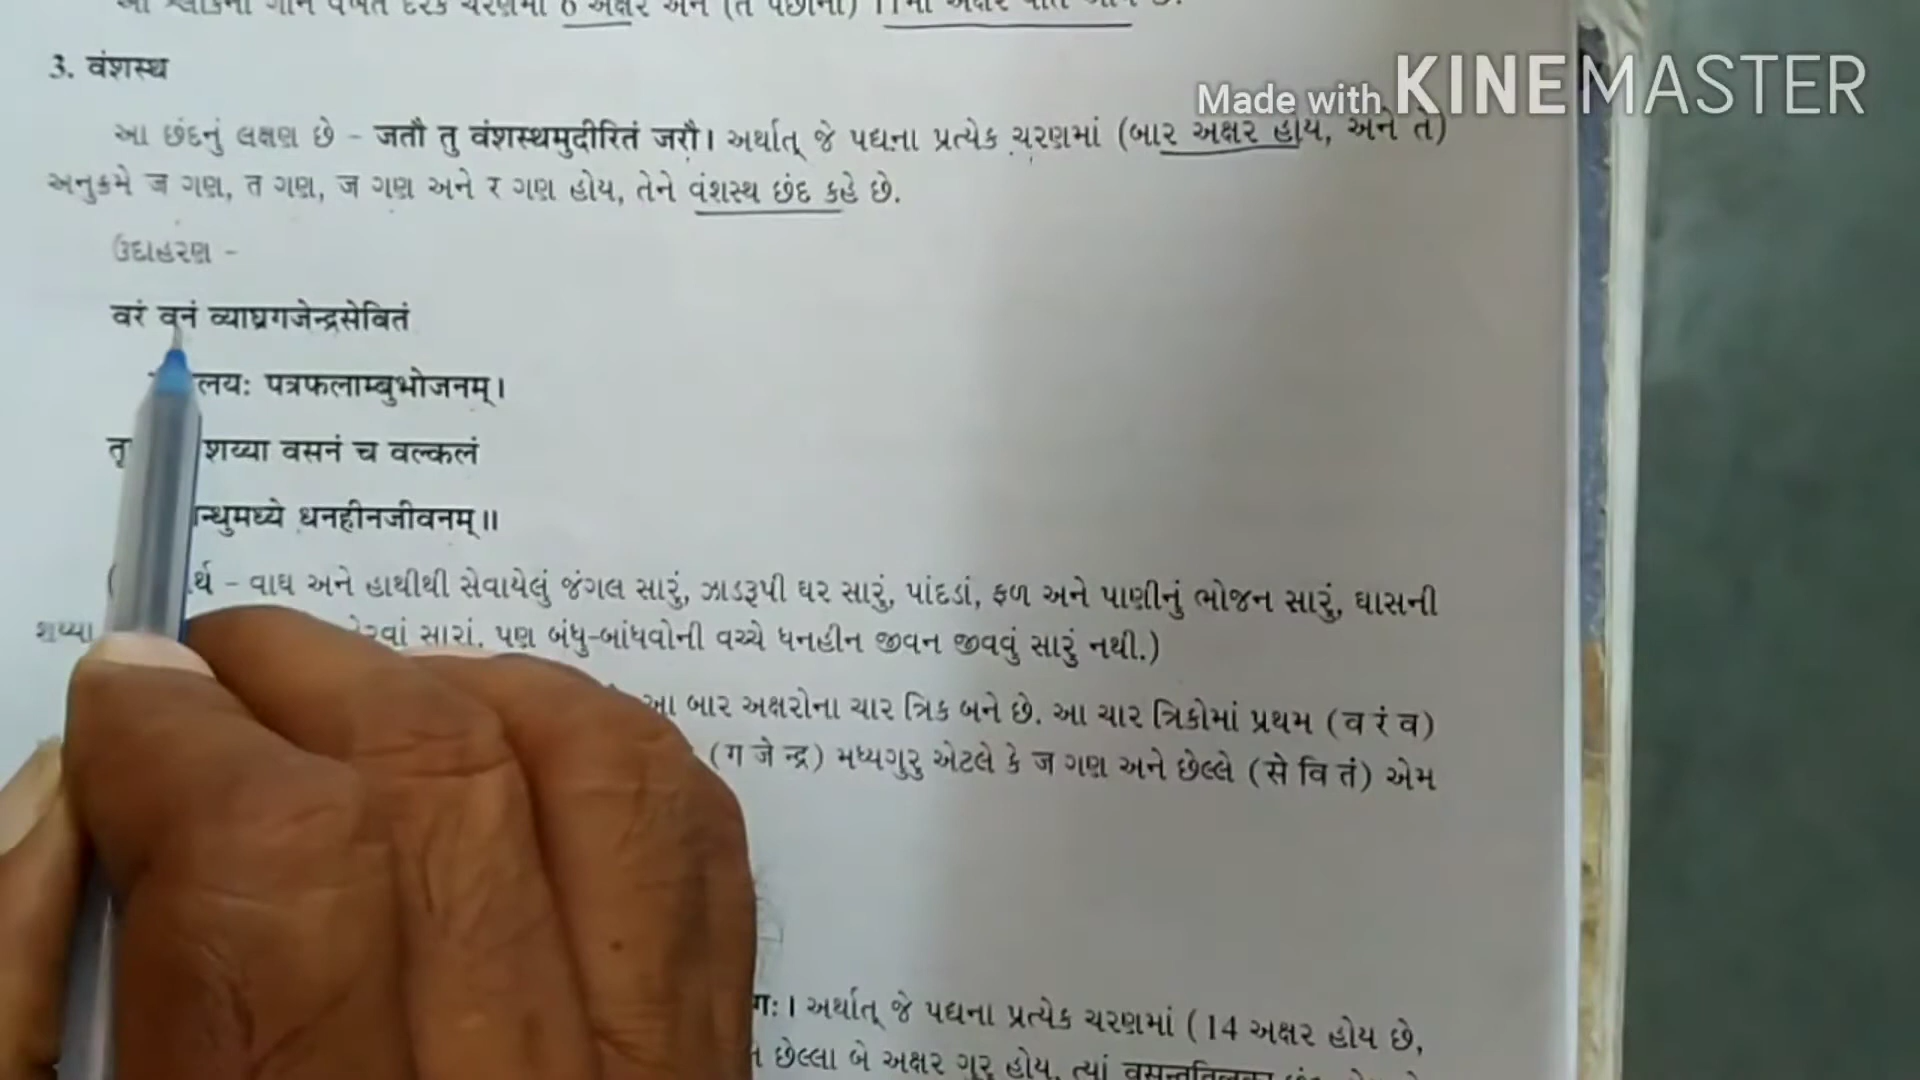 Made with KINEMASTER
3. वंशस्थ
આ છંદનું લક્ષણ છે - जतौ तु वंशस्थमुदीरितं जरौ। અર્થાત્ જે પદ્યના પ્રત્યેક ચરણમાં (બાર અક્ષર હોય, અને તે)
અનુક્રમે જ ગણ, ત ગણ, જ ગણ અને ર ગણ હોય, તેને વંશસ્થ છંદ કહે છે.
ઉદાહરણ -
वरं वनं व्याघ्रगजेन्द्रसेवितं
लयः पत्रफलाम्बुभोजनम्।
शय्या वसनं च वल्कलं
न्धुमध्ये धनहीनजीवनम्॥
- વાઘ અને હાથીથી સેવાયેલું જંગલ સારું, ઝાડરૂપી ઘર સારું, પાંદડાં, ફળ અને પાણીનું ભોજન સારું, ઘાસની
શય્યા સારાં, પણ બંધુ-બાંધવોની વચ્ચે ધનહીન જીવન જીવવું સારું નથી.)
આ બાર અક્ષરોના ચાર ત્રિક બને છે. આ ચાર ત્રિકોમાં પ્રથમ (व रं व)
(ग जे न्द्र) મધ્યગુરુ એટલે કે જ ગણ અને છેલ્લે (से वि तं) એમ
गः। અર્થાત્ જે પદ્યના પ્રત્યેક ચરણમાં (14 અક્ષર હોય છે,
છેલ્લા બે અક્ષર ગુરુ હોય, ત્યાં